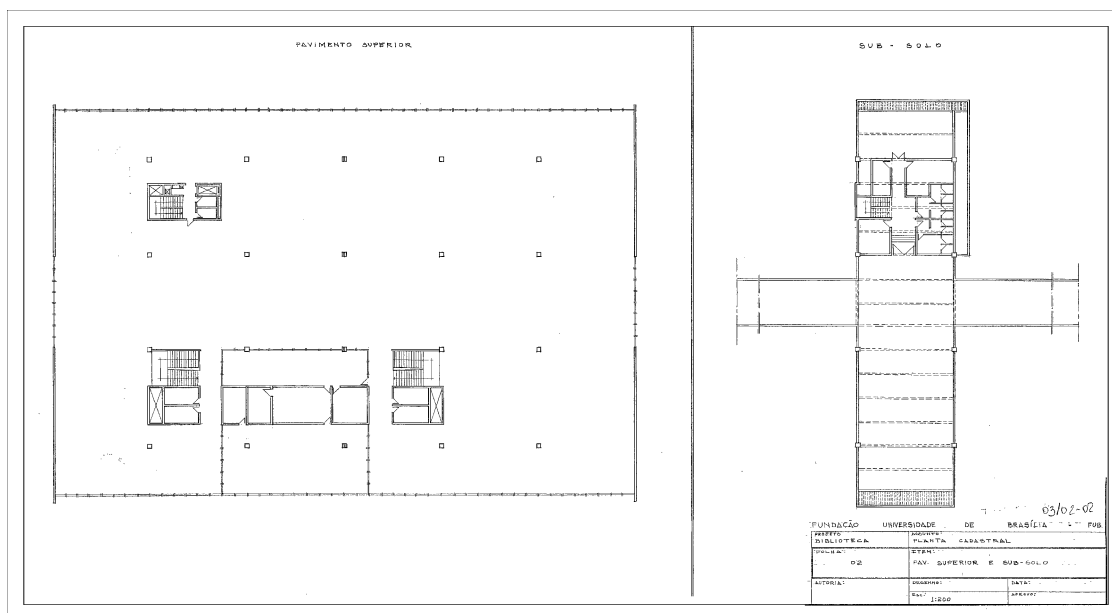 PAVIMENTO SUPERIOR
SUB - SOLO
03/02-02
FUNDAÇÃO UNIVERSIDADE DE BRASÍLIA FUB
PROJETO
BIBLIOTECA
ASSUNTO:
PLANTA CADASTRAL
FOLHA:
02
ITEM:
PAV. SUPERIOR E SUB-SOLO
AUTORIA:
DESENHO:
DATA:
ESC.:
1:200
APROVO: